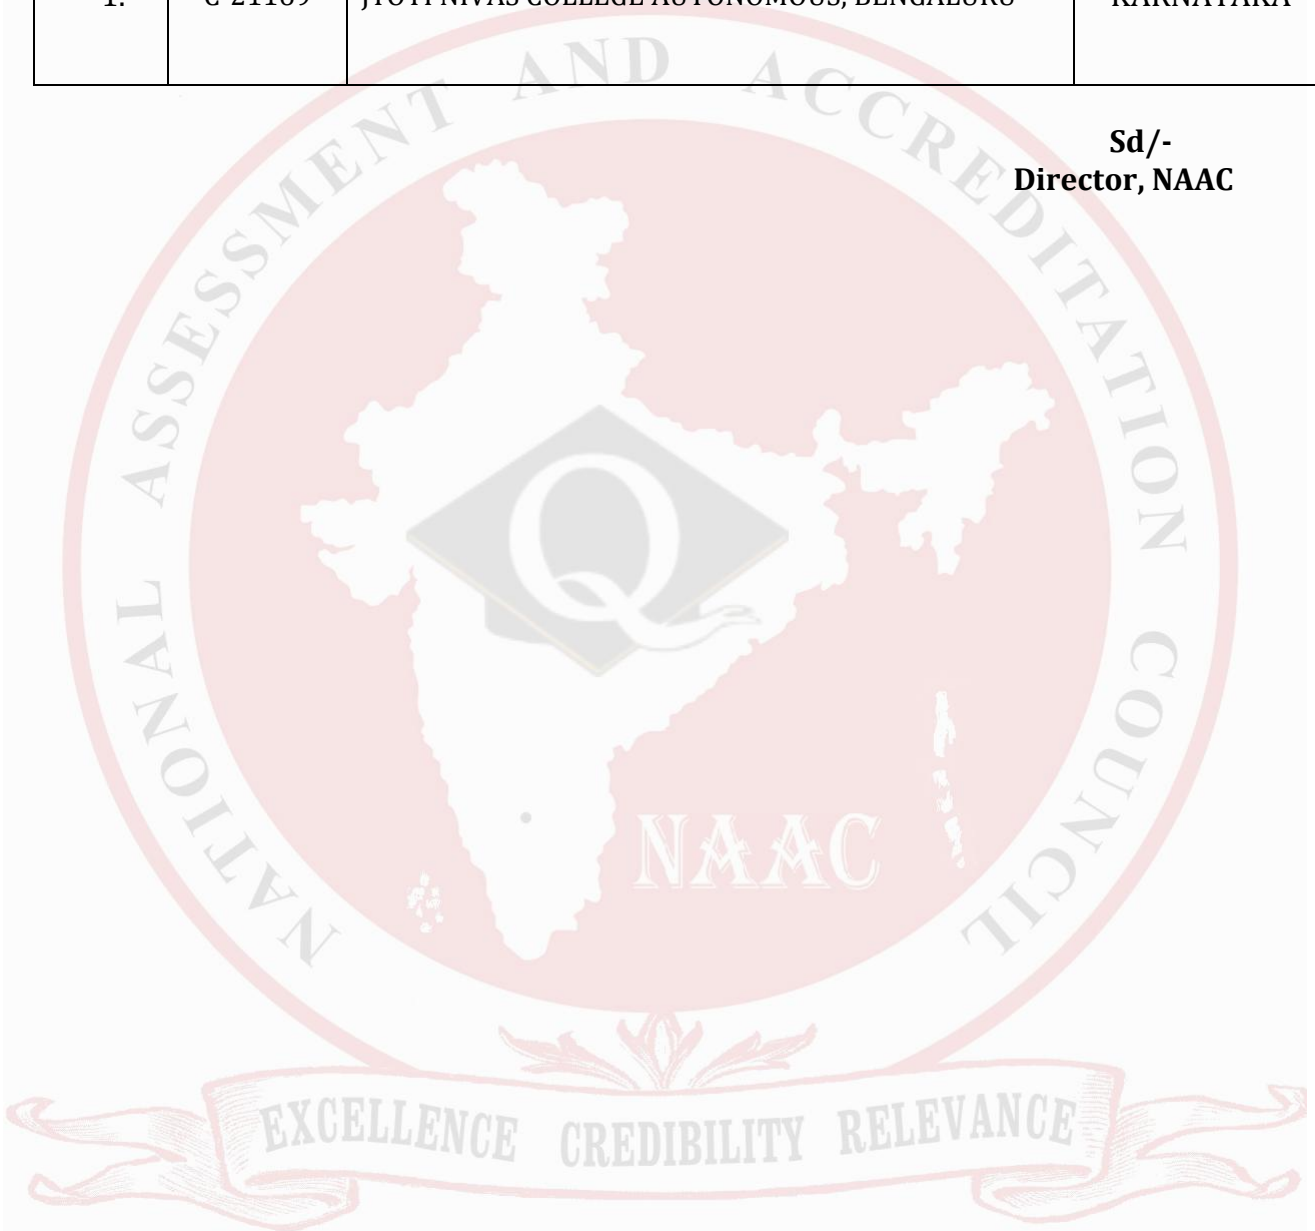 1. JYOTI NIVAS COLLEGE AUTONOMOUS, BENGALURU KARNATAKA
Sd/-
Director, NAAC
NATIONAL ASSESSMENT AND ACCREDITATION COUNCIL
NAAC
EXCELLENCE CREDIBILITY RELEVANCE